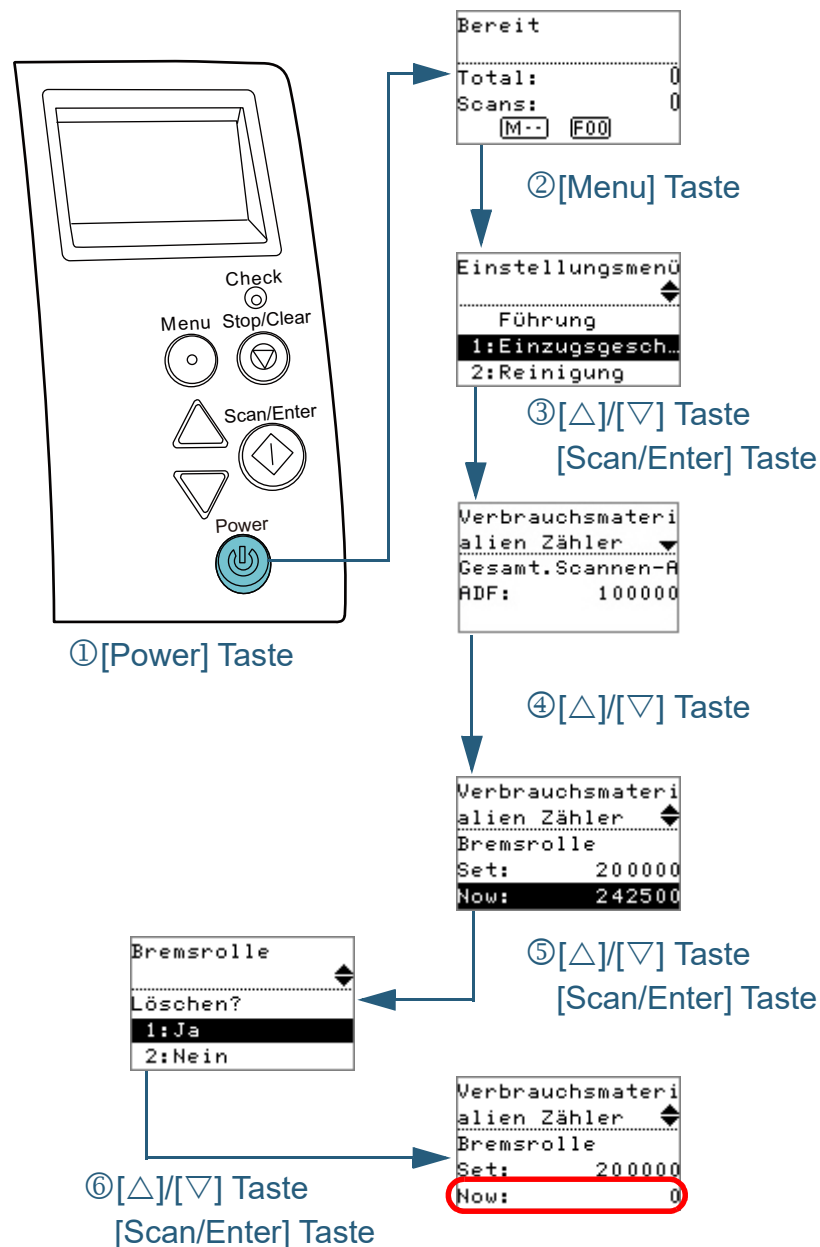 Bereit
Total: 0
Scans: 0
M-- F00
②[Menu] Taste
Check
Menu Stop/Clear
Scan/Enter
Power
①[Power] Taste
Einstellungsmenü
Führung
1:Einzugsgesch…
2:Reinigung
③[△]/[▽] Taste
[Scan/Enter] Taste
Verbrauchsmateri
alien Zähler
Gesamt.Scannen-A
ADF: 100000
④[△]/[▽] Taste
Verbrauchsmateri
alien Zähler
Bremsrolle
Set: 200000
Now: 242500
⑤[△]/[▽] Taste
[Scan/Enter] Taste
Bremsrolle
Löschen?
1:Ja
2:Nein
⑥[△]/[▽] Taste
[Scan/Enter] Taste
Verbrauchsmateri
alien Zähler
Bremsrolle
Set: 200000
Now: 0